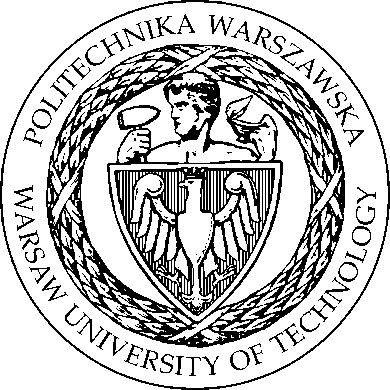 POLITECHNIKA WARSZAWSKA
WARSAW UNIVERSITY OF TECHNOLOGY